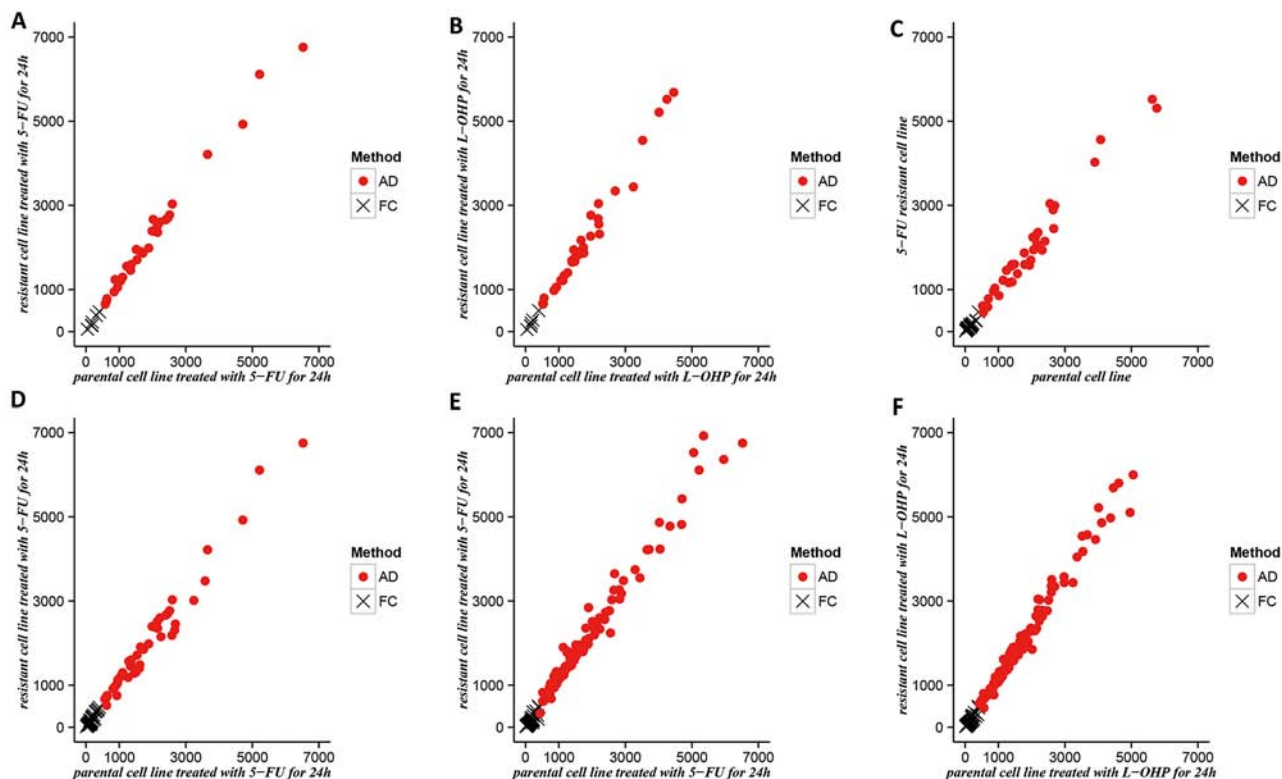 A
resistant cell line treated with 5-FU for 24h
7000
5000
3000
1000
0
0 1000 3000 5000 7000
parental cell line treated with 5-FU for 24h
Method
AD
FC
B
resistant cell line treated with L-OHP for 24h
7000
5000
3000
1000
0
0 1000 3000 5000 7000
parental cell line treated with L-OHP for 24h
Method
AD
FC
C
5-FU resistant cell line
7000
5000
3000
1000
0
0 1000 3000 5000 7000
parental cell line
Method
AD
FC
D
resistant cell line treated with 5-FU for 24h
7000
5000
3000
1000
0
0 1000 3000 5000 7000
parental cell line treated with 5-FU for 24h
Method
AD
FC
E
resistant cell line treated with 5-FU for 24h
7000
5000
3000
1000
0
0 1000 3000 5000 7000
parental cell line treated with 5-FU for 24h
Method
AD
FC
F
resistant cell line treated with L-OHP for 24h
7000
5000
3000
1000
0
0 1000 3000 5000 7000
parental cell line treated with L-OHP for 24h
Method
AD
FC